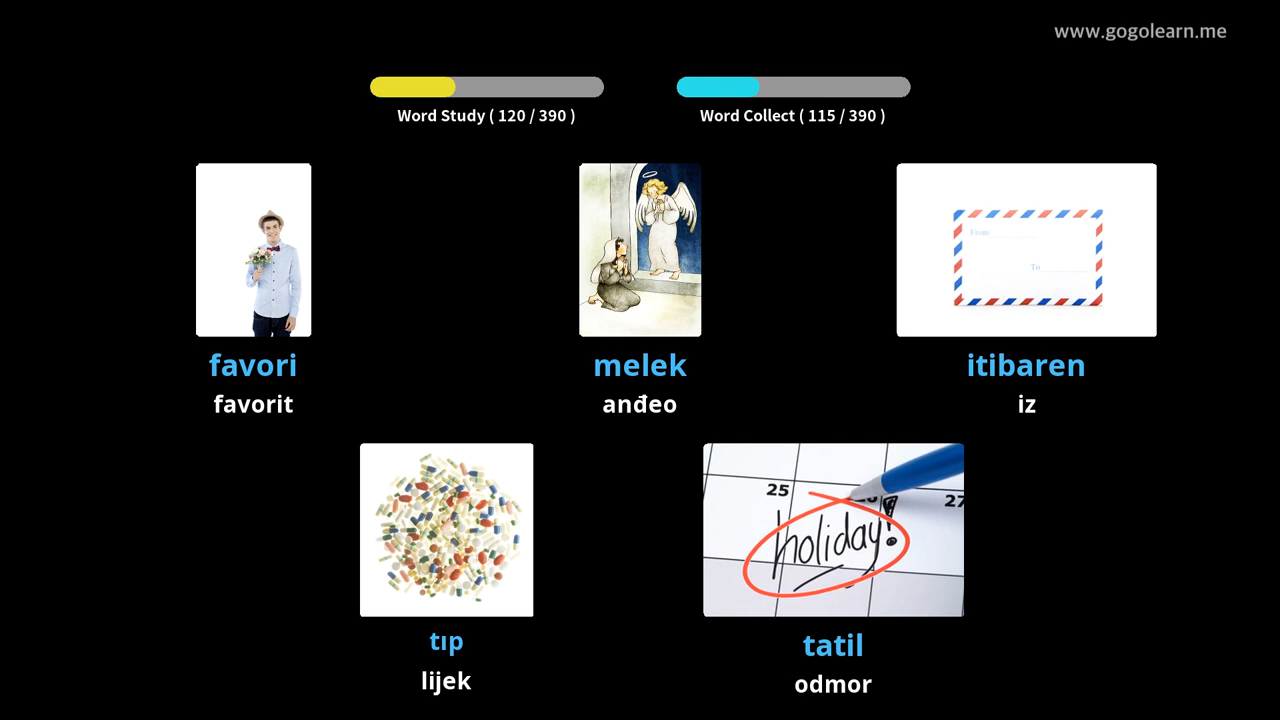 www.gogolearn.me
Word Study ( 120 / 390 )
Word Collect ( 115 / 390 )
From
To
favori
melek
itibaren
favorit
anđeo
iz
25
27
holiday!
tıp
tatil
lijek
odmor